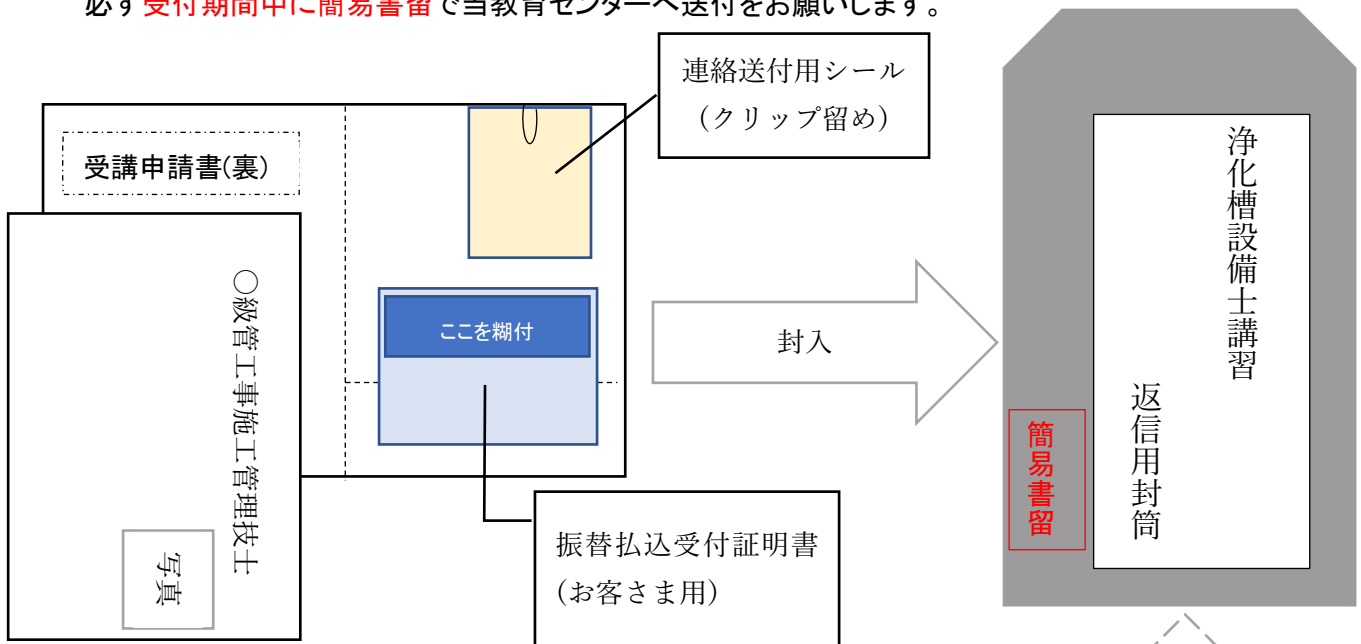 必ず受付期間中に簡易書留で当教育センターへ送付をお願いします。
連絡送付用シール
(クリップ留め)
受講申請書(裏)
○級管工事施工管理技士
写真
ここを糊付
振替払込受付証明書
(お客さま用)
封入
浄化槽設備士講習
返信用封筒
簡易書留